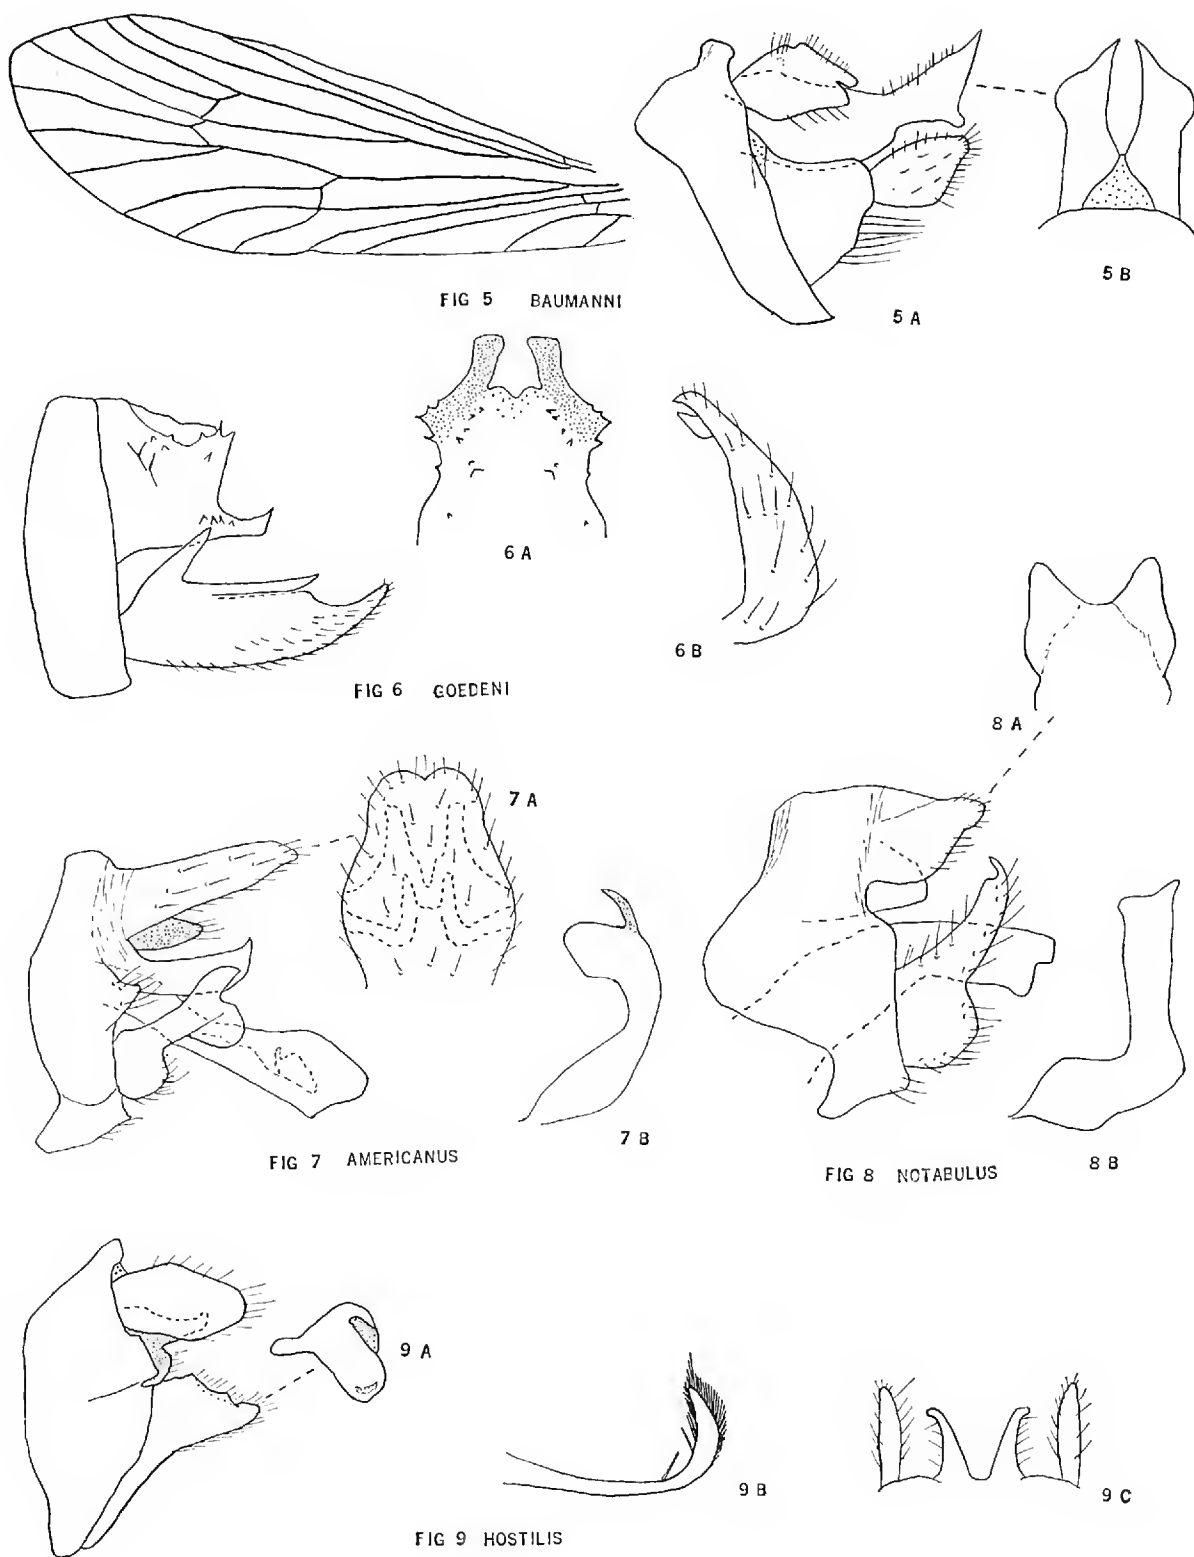 FIG 5 BAUMANNI
5 A
5 B
6 A
6 B
FIG 6 GOEDENI
7 A
7 B
FIG 7 AMERICANUS
8 A
8 B
FIG 8 NOTABULUS
9 A
9 B
9 C
FIG 9 HOSTILIS